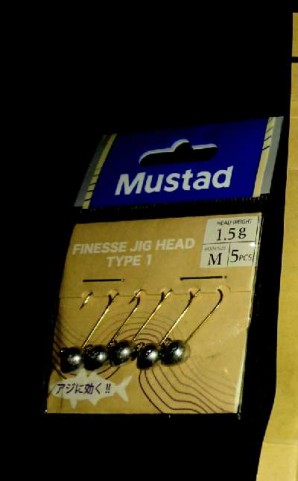 Mustad
HEAD WEIGHT
1.5g
FINESSE JIG HEAD
TYPE 1
HOOK SIZE
M 5PCS
アジに効く!!